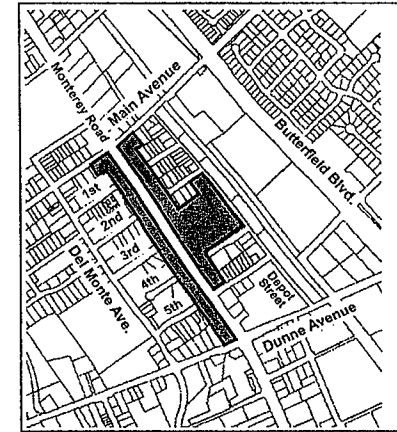 Monterey Road
Main Avenue
Butterfield Blvd.
1st
2nd
3rd
4th
5th
Del Monte Ave.
Depot
Street
Dunne Avenue